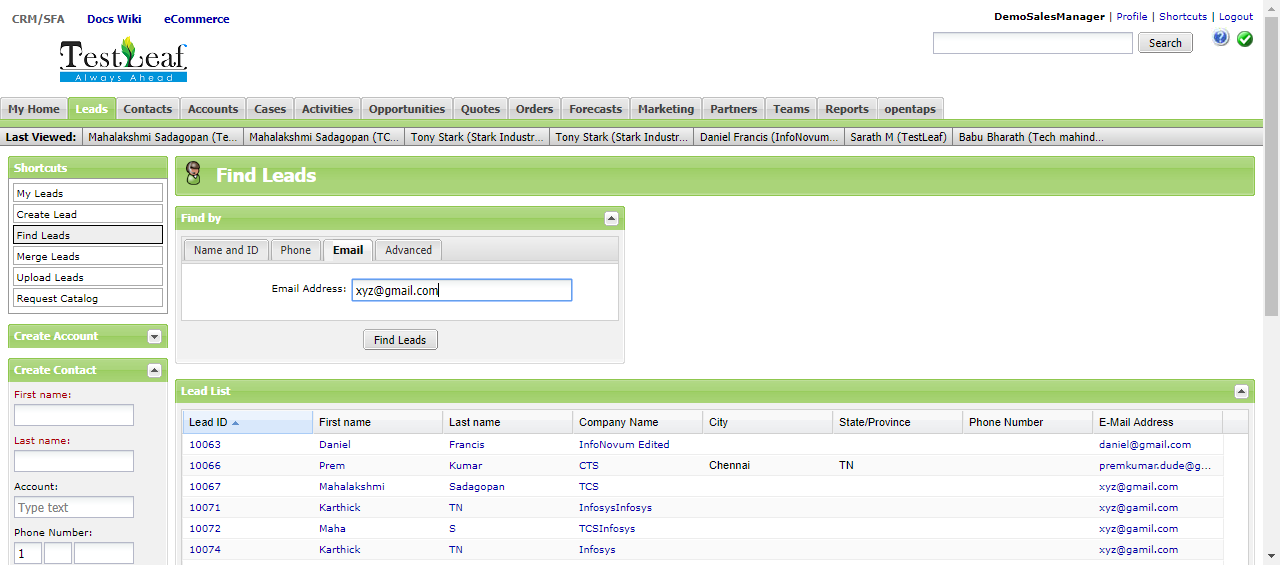 CRM/SFA Docs Wiki eCommerce
DemoSalesManager | Profile | Shortcuts | Logout
TestLeaf
Always Ahead
Search
?
My Home Leads Contacts Accounts Cases Activities Opportunities Quotes Orders Forecasts Marketing Partners Teams Reports opentaps
Last Viewed: Mahalakshmi Sadagopan (Te... Mahalakshmi Sadagopan (TC... Tony Stark (Stark Industr... Tony Stark (Stark Industr... Daniel Francis (InfoNovum... Sarath M (TestLeaf) Babu Bharath (Tech mahind...
Shortcuts
My Leads
Create Lead
Find Leads
Merge Leads
Upload Leads
Request Catalog
Create Account
Create Contact
First name:
Last name:
Account:
Type text
Phone Number:
1
Find Leads
Find by
Name and ID Phone Email Advanced
Email Address: xyz@gmail.com
Find Leads
Lead List
Lead ID First name Last name Company Name City State/Province Phone Number E-Mail Address
10063 Daniel Francis InfoNovum Edited daniel@gmail.com
10066 Prem Kumar CTS Chennai TN premkumar.dude@g...
10067 Mahalakshmi Sadagopan TCS xyz@gmail.com
10071 Karthick TN InfosysInfosys xyz@gamil.com
10072 Maha S TCSInfosys xyz@gamil.com
10074 Karthick TN Infosys xyz@gamil.com